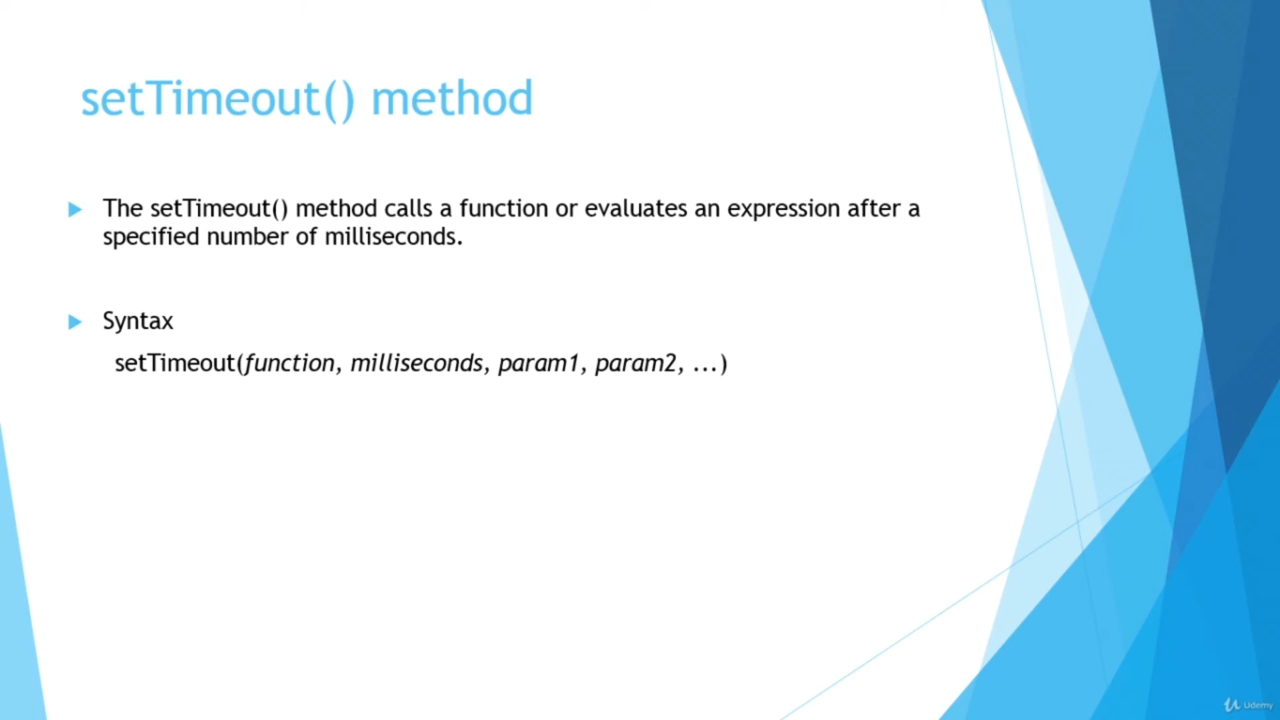 setTimeout() method
The setTimeout() method calls a function or evaluates an expression after a
specified number of milliseconds.
Syntax
setTimeout(function, milliseconds, param1, param2, ...)
Udemy